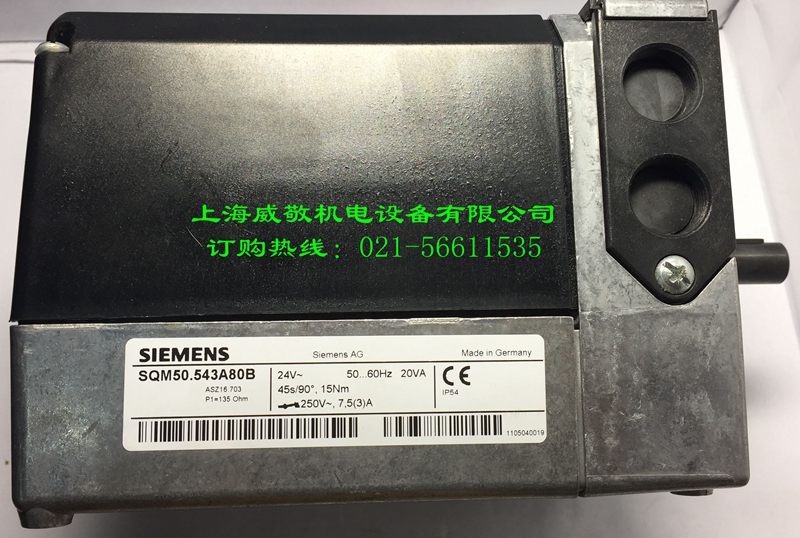 上海威敬机电设备有限公司
订购热线：021-56611535
SIEMENS Siemens AG Made in Germany
SQM50.543A80B 24V~ 50...60Hz 20VA CE
ASZ16.703 45s/90°, 15Nm IP54
P1=135 Ohm 250V~, 7,5(3)A
1105040019